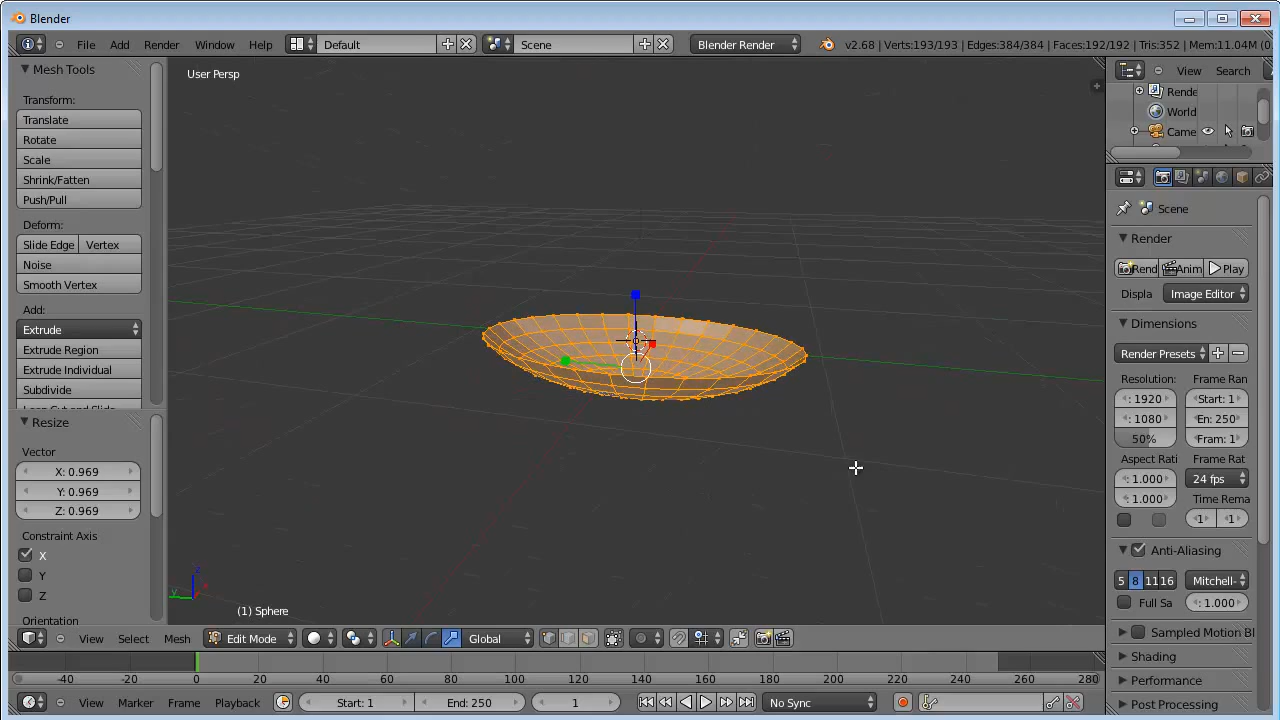 Blender
File Add Render Window Help Default Scene Blender Render v2.68 | Verts:193/193 | Edges:384/384 | Faces:192/192 | Tris:352 | Mem:11.04M (0.
Mesh Tools
Transform:
Translate
Rotate
Scale
Shrink/Fatten
Push/Pull
Deform:
Slide Edge Vertex
Noise
Smooth Vertex
Add:
Extrude
Extrude Region
Extrude Individual
Subdivide
Loop Cut and Slide
Resize
Vector
X: 0.969
Y: 0.969
Z: 0.969
Constraint Axis
X
Y
Z
Orientation
User Persp
z
y
(1) Sphere
View Select Mesh Edit Mode Global
-40 -20 0 20 40 60 80 100 120 140 160 180 200 220 240 260 280
View Marker Frame Playback Start: 1 End: 250 1 No Sync
View Search
Rende
World
Came
Scene
Render
Rend Anim Play
Displa Image Editor
Dimensions
Render Presets
Resolution: Frame Ran
: 1920 Start: 1
: 1080 En: 250
50% Fram: 1
Aspect Rati Frame Rat
: 1.000 24 fps
: 1.000 Time Rema
1 1
Anti-Aliasing
5 8 11 16 Mitchell-
Full Sa : 1.000
Sampled Motion Bl
Shading
Performance
Post Processing